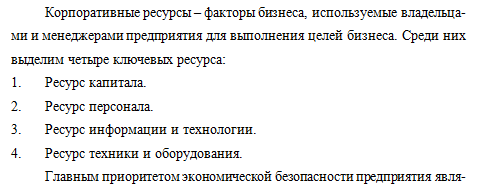 Корпоративные ресурсы – факторы бизнеса, используемые владельца-
ми и менеджерами предприятия для выполнения целей бизнеса. Среди них
выделим четыре ключевых ресурса:
1. Ресурс капитала.
2. Ресурс персонала.
3. Ресурс информации и технологии.
4. Ресурс техники и оборудования.
Главным приоритетом экономической безопасности предприятия явля-